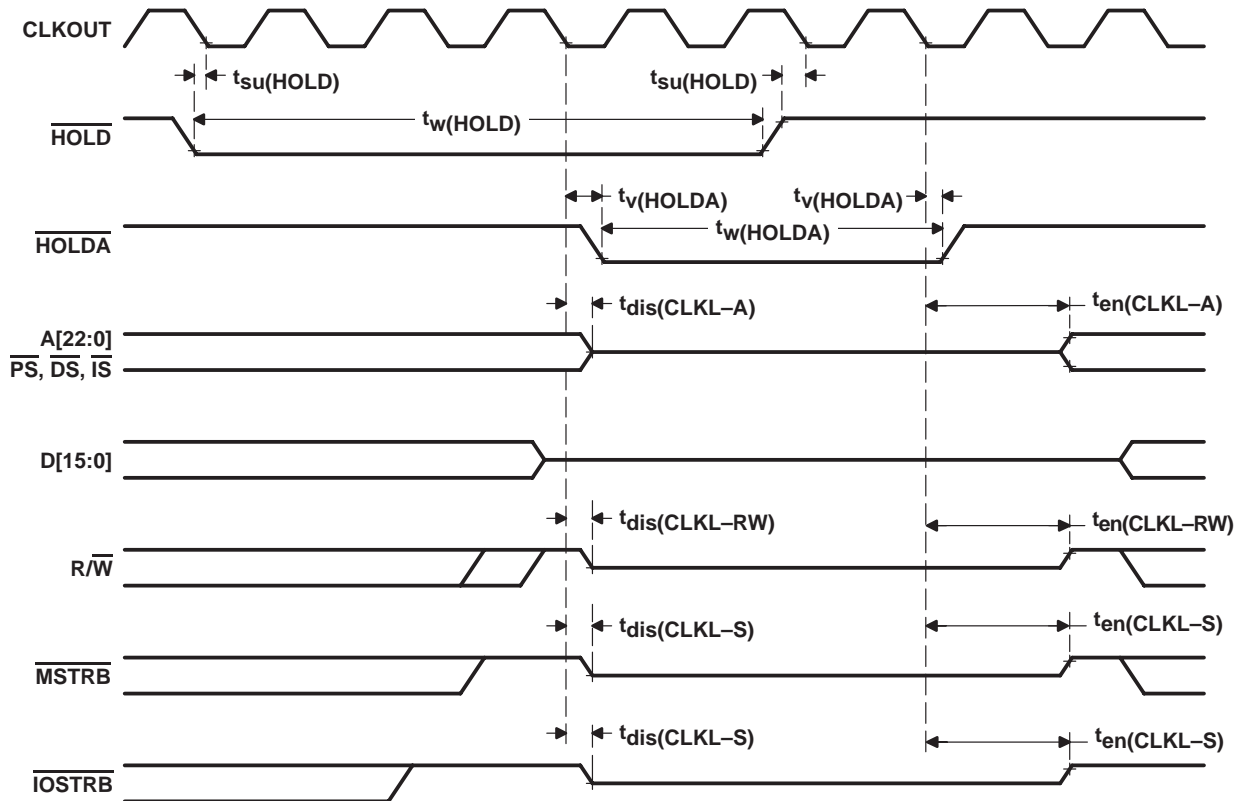 CLKOUT
tsu(HOLD)
tsu(HOLD)
HOLD
tw(HOLD)
tv(HOLDA)
tv(HOLDA)
HOLDA
tw(HOLDA)
tdis(CLKL–A)
ten(CLKL–A)
A[22:0]
PS, DS, IS
D[15:0]
tdis(CLKL–RW)
ten(CLKL–RW)
R/W
tdis(CLKL–S)
ten(CLKL–S)
MSTRB
tdis(CLKL–S)
ten(CLKL–S)
IOSTRB